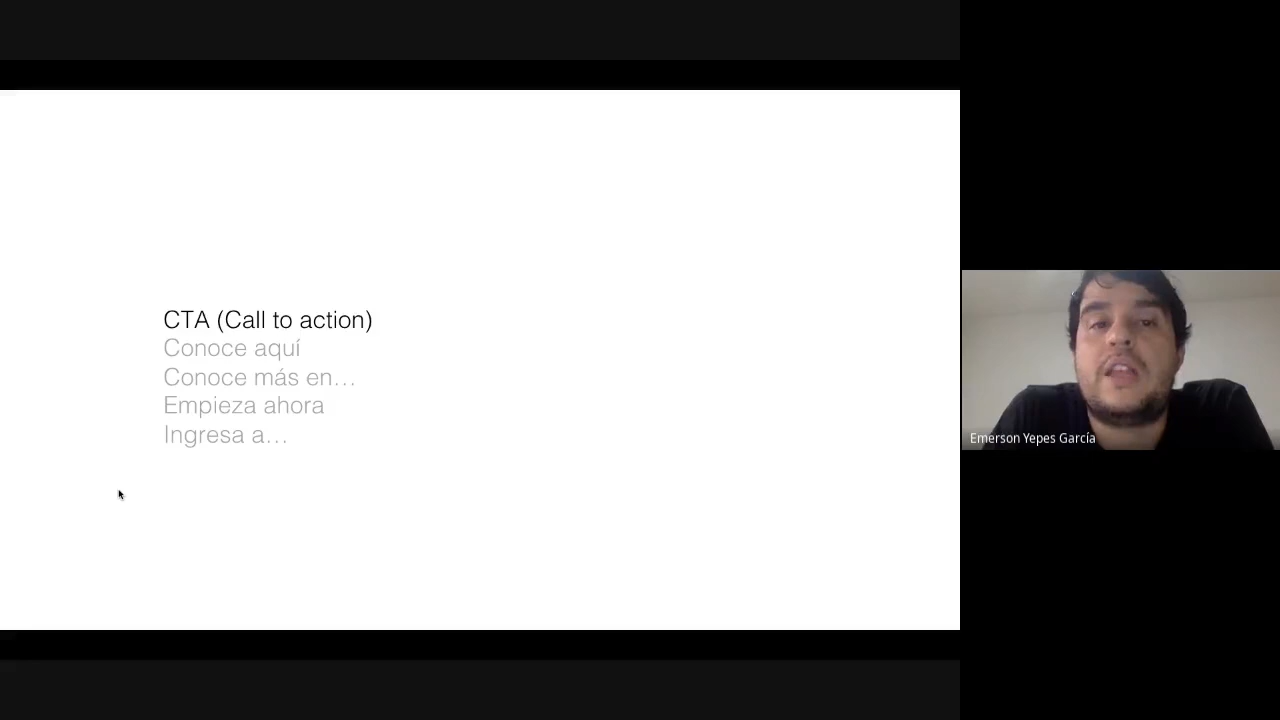 CTA (Call to action)
Conoce aquí
Conoce más en…
Empieza ahora
Ingresa a…
Emerson Yepes García